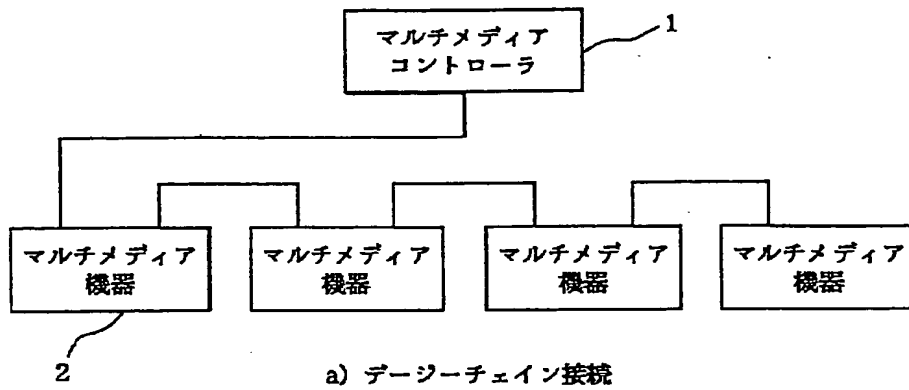 マルチメディア
コントローラ
1
マルチメディア
機器
マルチメディア
機器
マルチメディア
機器
マルチメディア
機器
2
a) デージーチェイン接続